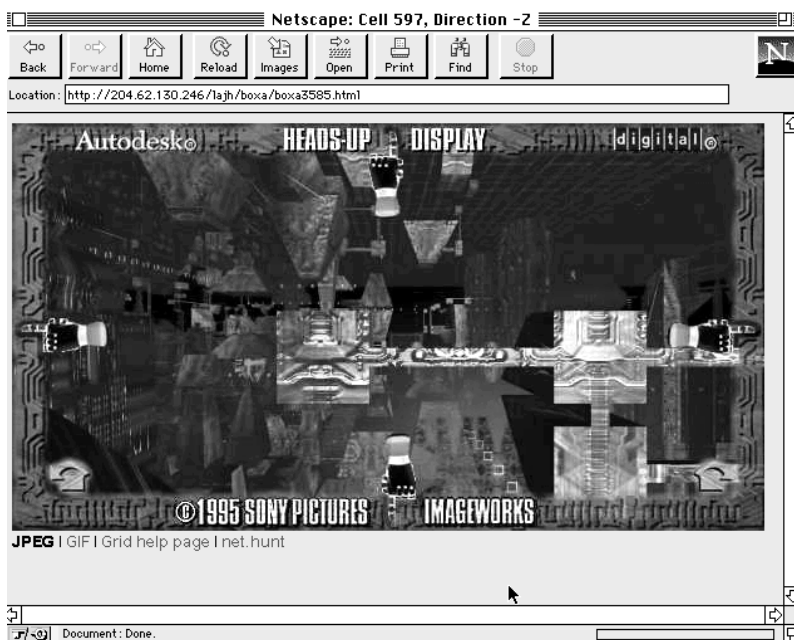 Netscape: Cell 597, Direction -Z
Back Forward Home Reload Images Open Print Find Stop
N
Location: http://204.62.130.246/lajh/boxa/boxa3585.html
Autodesk® HEADS-UP DISPLAY digital®
©1995 SONY PICTURES IMAGEWORKS
JPEG | GIF | Grid help page | net.hunt
Document: Done.